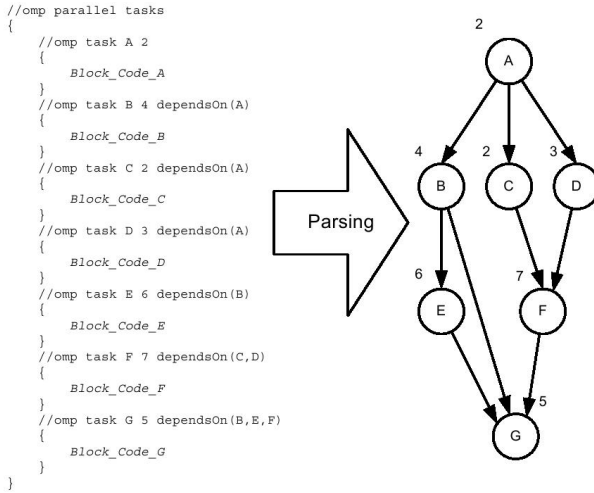 //omp parallel tasks
{
//omp task A 2
{
Block_Code_A
}
//omp task B 4 dependsOn(A)
{
Block_Code_B
}
//omp task C 2 dependsOn(A)
{
Block_Code_C
}
//omp task D 3 dependsOn(A)
{
Block_Code_D
}
//omp task E 6 dependsOn(B)
{
Block_Code_E
}
//omp task F 7 dependsOn(C,D)
{
Block_Code_F
}
//omp task G 5 dependsOn(B,E,F)
{
Block_Code_G
}
}
Parsing
2
A
4
B
2
C
3
D
6
E
7
F
5
G